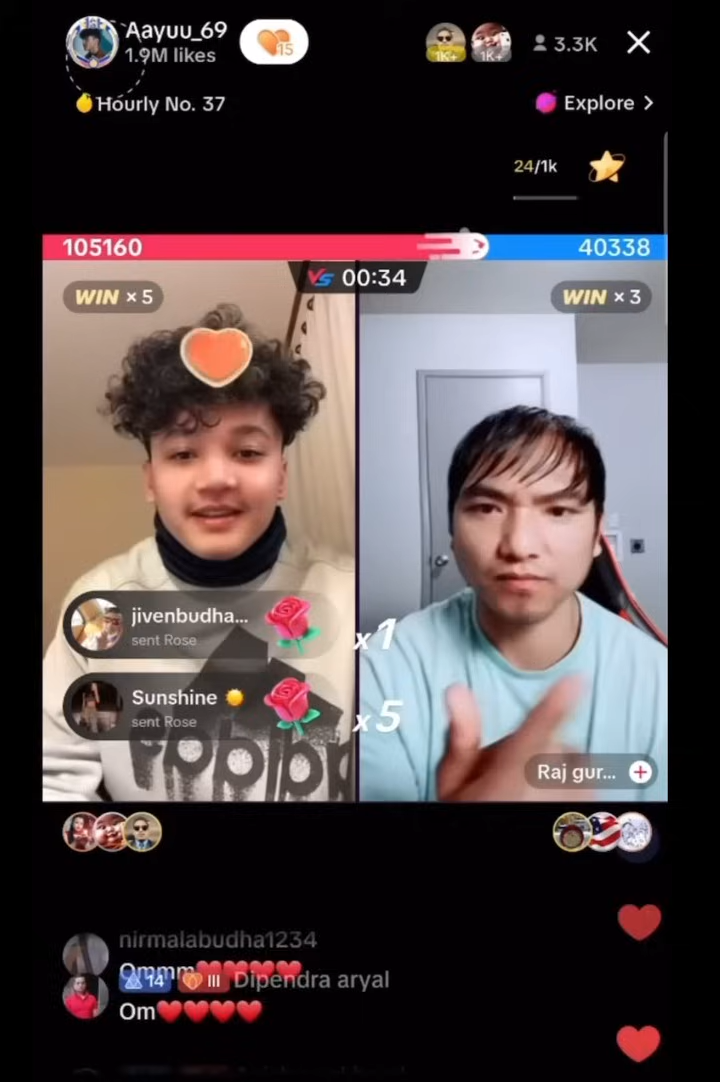 Aayuu_69
1.9M likes
15
1K+
1K+
3.3K
Hourly No. 37
Explore >
24/1k
105160
40338
VS 00:34
WIN × 5
WIN × 3
jivenbudha...
sent Rose
x1
Sunshine
sent Rose
x5
Raj gur...
nirmalabudha1234
Ommm❤️❤️❤️❤️
14 III Dipendra aryal
Om❤️❤️❤️❤️